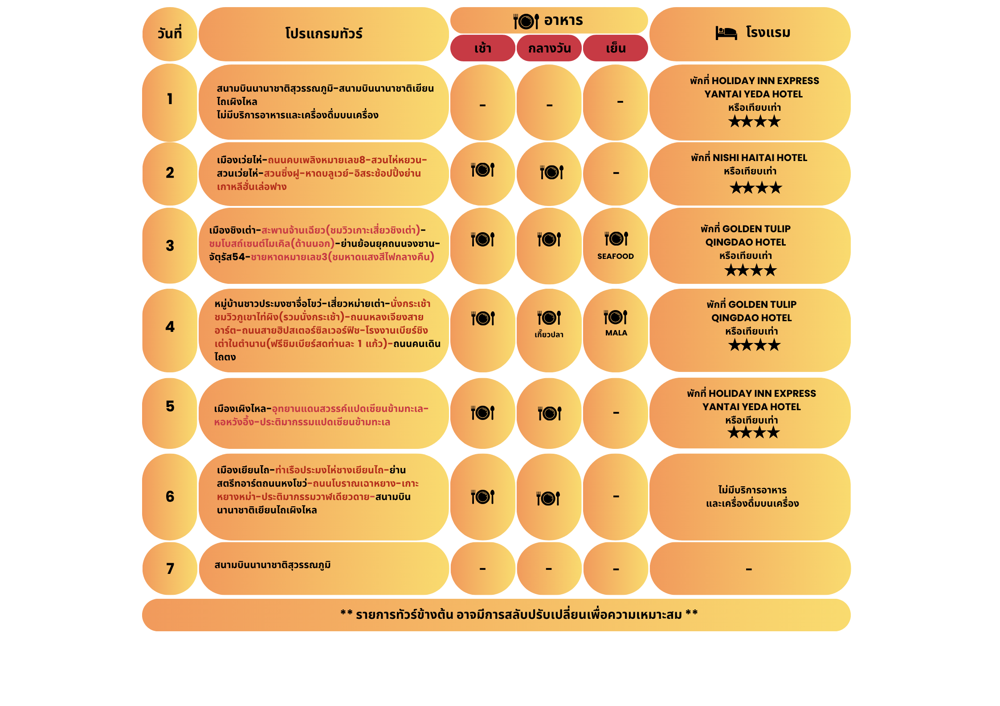 วันที่
โปรแกรมทัวร์
อาหาร
เช้า
กลางวัน
เย็น
โรงแรม
1
สนามบินนานาชาติสุวรรณภูมิ-สนามบินนานาชาติเยียน
ไถเผิงไหล
ไม่มีบริการอาหารและเครื่องดื่มบนเครื่อง
-
-
-
พักที่ HOLIDAY INN EXPRESS
YANTAI YEDA HOTEL
หรือเทียบเท่า
★★★★
2
เมืองเว่ยไห่-ถนนคบเพลิงหมายเลข8-สวนไห่หยวน-
สวนเว่ยไห่-สวนซิ่งฝู-หาดบลูเวย์-อิสระช้อปปิ้งย่าน
เกาหลีฮั่นเล่อฟาง
-
พักที่ NISHI HAITAI HOTEL
หรือเทียบเท่า
★★★★
3
เมืองชิงเต่า-สะพานจ้านเฉียว(ชมวิวเกาะเสี่ยวชิงเต่า)-
ชมโบสถ์เซนต์ไมเคิล(ด้านนอก)-ย่านย้อนยุคถนนจงซาน-
จัตุรัส54-ชายหาดหมายเลข3(ชมหาดแสงสีไฟกลางคืน)
SEAFOOD
พักที่ GOLDEN TULIP
QINGDAO HOTEL
หรือเทียบเท่า
★★★★
4
หมู่บ้านชาวประมงซาจื่อโขว่-เสี่ยวหม่ายเต่า-นั่งกระเช้า
ชมวิวภูเขาไท่ผิง(รวมนั่งกระเช้า)-ถนนหลงเจียงสาย
อาร์ต-ถนนสายฮิปสเตอร์ซิลเวอร์ฟิช-โรงงานเบียร์ชิง
เต่าในตำนาน(ฟรีชิมเบียร์สดท่านละ 1 แก้ว)-ถนนคนเดิน
ไถตง
เกี๊ยวปลา
MALA
พักที่ GOLDEN TULIP
QINGDAO HOTEL
หรือเทียบเท่า
★★★★
5
เมืองเผิงไหล-อุทยานแดนสวรรค์แปดเซียนข้ามทะเล-
หอหวังอึ้ง-ประติมากรรมแปดเซียนข้ามทะเล
-
พักที่ HOLIDAY INN EXPRESS
YANTAI YEDA HOTEL
หรือเทียบเท่า
★★★★
6
เมืองเยียนไถ-ท่าเรือประมงไห่ชางเยียนไถ-ย่าน
สตรีทอาร์ตถนนหงโขว่-ถนนโบราณเฉาหยาง-เกาะ
หยางหม่า-ประติมากรรมวาฬเดียวดาย-สนามบิน
นานาชาติเยียนไถเผิงไหล
-
ไม่มีบริการอาหาร
และเครื่องดื่มบนเครื่อง
7
สนามบินนานาชาติสุวรรณภูมิ
-
-
-
-
** รายการทัวร์ข้างต้น อาจมีการสลับปรับเปลี่ยนเพื่อความเหมาะสม **